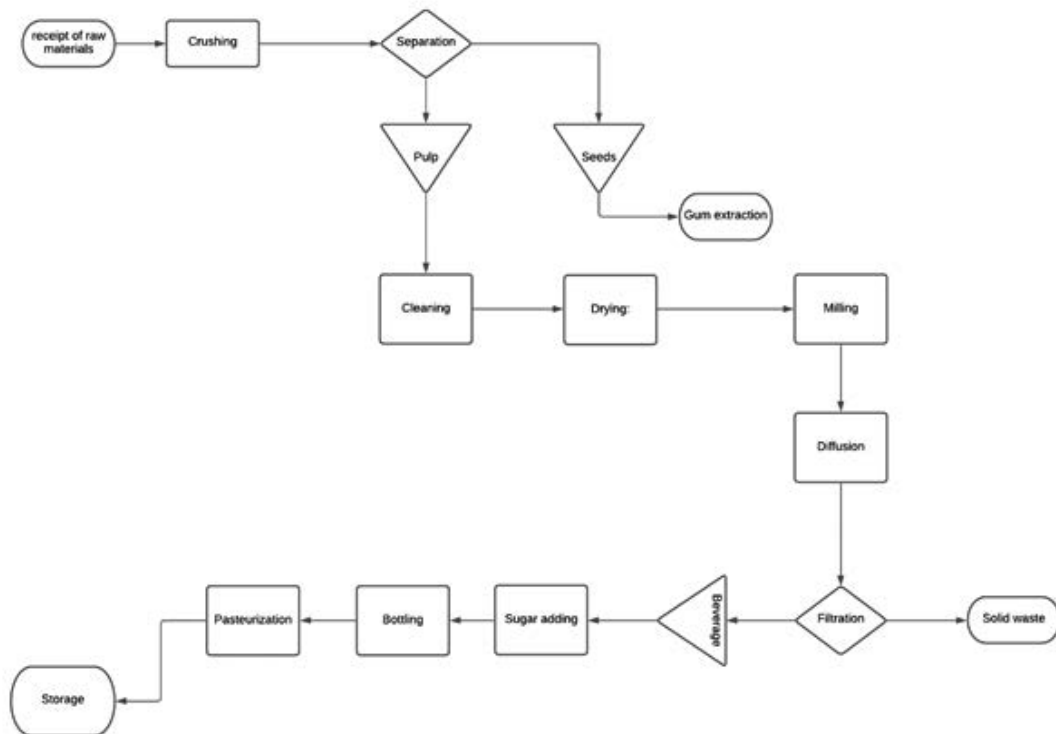 receipt of raw
materials
Crushing
Separation
Pulp
Seeds
Gum extraction
Cleaning
Drying:
Milling
Diffusion
Filtration
Solid waste
Beverage
Sugar adding
Bottling
Pasteurization
Storage